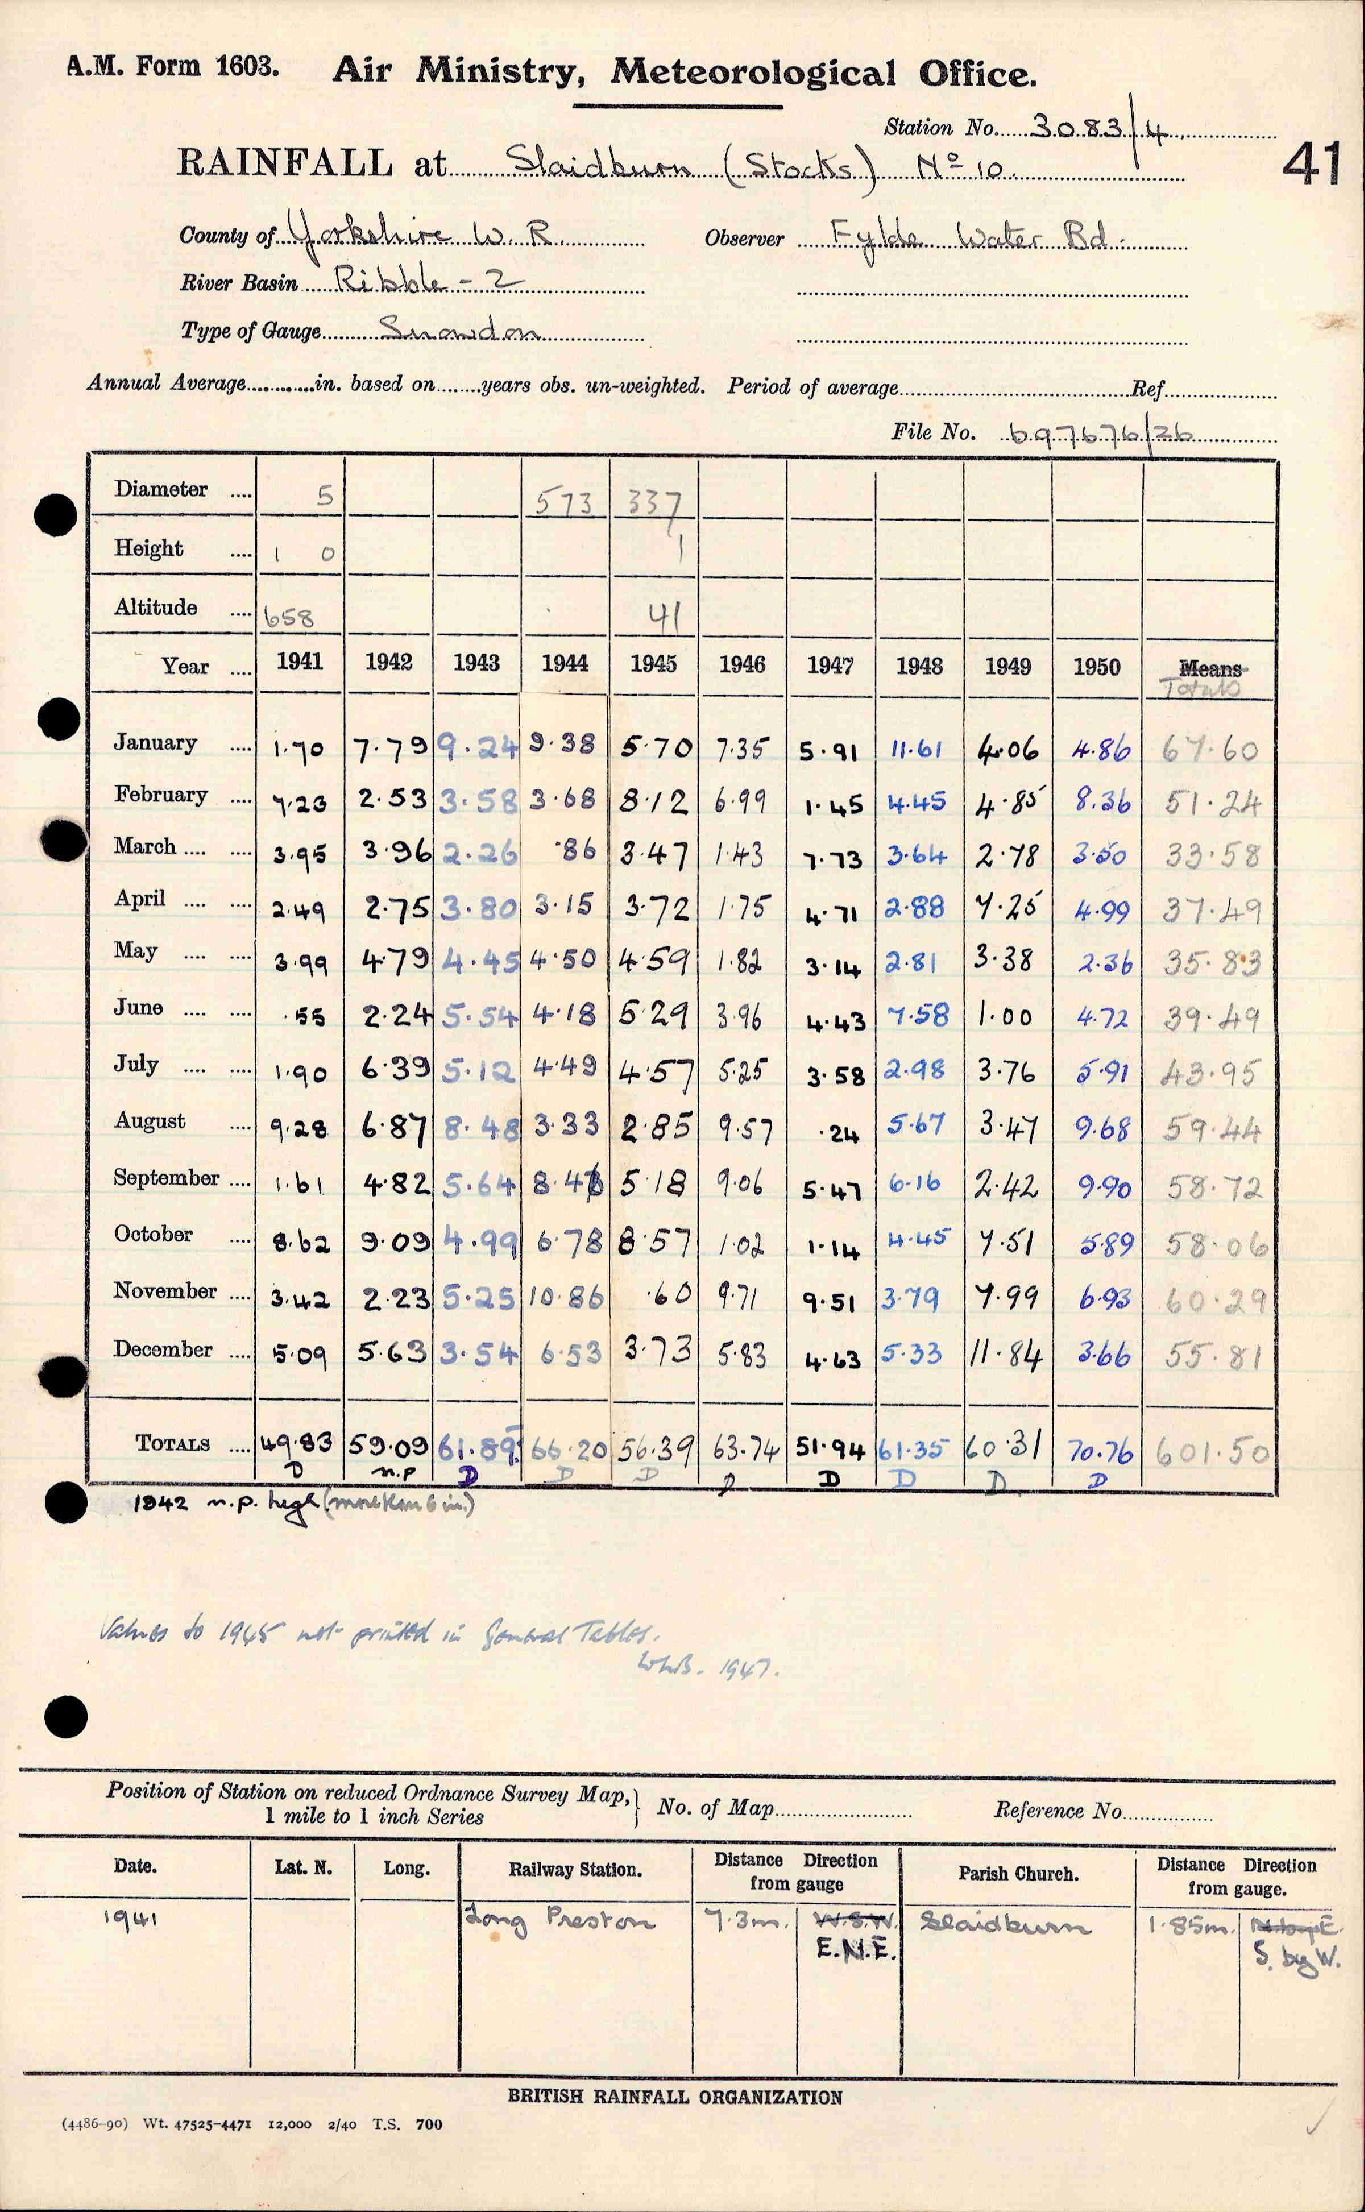 A.M. Form 1603. Air Ministry, Meteorological Office.
Station No. 3083/4.
41
RAINFALL at Slaidburn (Stocks) No 10.
County of Yorkshire W.R. Observer Fylde Water Bd.
River Basin Ribble - 2
Type of Gauge Snowdon
Annual Average............in. based on.......years obs. un-weighted. Period of average Ref.
File No. 697676/26
Diameter .... 5 573 337
Height .... 1 0 1
Altitude .... 658 41
Year .... 1941 1942 1943 1944 1945 1946 1947 1948 1949 1950 Means
Totals
January .... 1.70 7.79 9.24 9.38 5.70 7.35 5.91 11.61 4.06 4.86 67.60
February .... 7.23 2.53 3.58 3.68 8.12 6.99 1.45 4.45 4.85 8.36 51.24
March .... .... 3.95 3.96 2.26 .86 3.47 1.43 7.73 3.64 2.78 3.50 33.58
April .... .... 2.49 2.75 3.80 3.15 3.72 1.75 4.71 2.88 7.25 4.99 37.49
May .... .... 3.99 4.79 4.45 4.50 4.59 1.82 3.14 2.81 3.38 2.36 35.83
June .... .... .55 2.24 5.54 4.18 5.29 3.96 4.43 7.58 1.00 4.72 39.49
July .... .... 1.90 6.39 5.12 4.49 4.57 5.25 3.58 2.98 3.76 5.91 43.95
August .... 9.28 6.87 8.48 3.33 2.85 9.57 .24 5.67 3.47 9.68 59.44
September .... 1.61 4.82 5.64 8.46 5.18 9.06 5.47 6.16 2.42 9.90 58.72
October .... 8.62 9.09 4.99 6.78 8.57 1.02 1.14 4.45 7.51 5.89 58.06
November .... 3.42 2.23 5.25 10.86 .60 9.71 9.51 3.79 7.99 6.93 60.29
December .... 5.09 5.63 3.54 6.53 3.73 5.83 4.63 5.33 11.84 3.66 55.81
TOTALS .... 49.83 59.09 61.89 66.20 56.39 63.74 51.94 61.35 60.31 70.76 601.50
D n.p D D D D D D D D
1942 n.p. high (more than 6 in.)
Values to 1945 not printed in General Tables.
1947.
Position of Station on reduced Ordnance Survey Map, 1 mile to 1 inch Series } No. of Map Reference No.
Date. Lat. N. Long. Railway Station. Distance Direction from gauge Parish Church. Distance Direction from gauge.
1941 Long Preston 7.3m. W.S.W. Slaidburn 1.85m. N. by E.
E.N.E. S. by W.
BRITISH RAINFALL ORGANIZATION
(4486-90) Wt. 47525-4471 12,000 2/40 T.S. 700